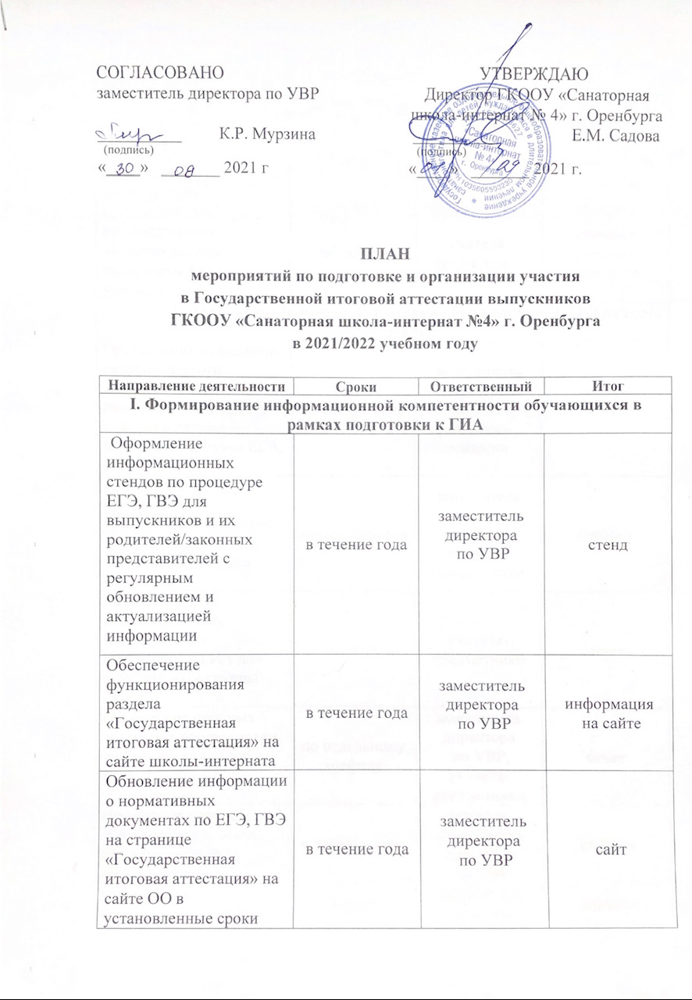 СОГЛАСОВАНО
заместитель директора по УВР
К.Р. Мурзина
(подпись)
«30» 08 2021 г
УТВЕРЖДАЮ
Директор ГКООУ «Санаторная
школа-интернат № 4» г. Оренбурга
Е.М. Садова
(подпись)
« » 2021 г.
«Санаторная
школа-интернат
№ 4»
г. Оренбурга
ПЛАН
мероприятий по подготовке и организации участия
в Государственной итоговой аттестации выпускников
ГКООУ «Санаторная школа-интернат №4» г. Оренбурга
в 2021/2022 учебном году
Направление деятельности Сроки Ответственный Итог
I. Формирование информационной компетентности обучающихся в
рамках подготовки к ГИА
Оформление
информационных
стендов по процедуре
ЕГЭ, ГВЭ для
выпускников и их
родителей/законных
представителей с
регулярным
обновлением и
актуализацией
информации
в течение года
заместитель
директора
по УВР
стенд
Обеспечение
функционирования
раздела
«Государственная
итоговая аттестация» на
сайте школы-интерната
в течение года
заместитель
директора
по УВР
информация
на сайте
Обновление информации
о нормативных
документах по ЕГЭ, ГВЭ
на странице
«Государственная
итоговая аттестация» на
сайте ОО в
установленные сроки
в течение года
заместитель
директора
по УВР
сайт